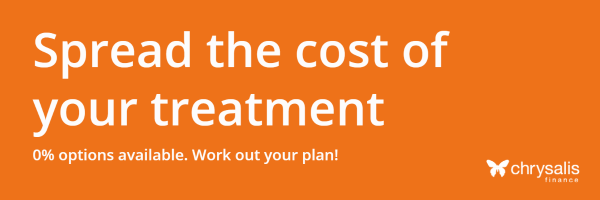 Spread the cost of
your treatment
0% options available. Work out your plan!
chrysalis
finance